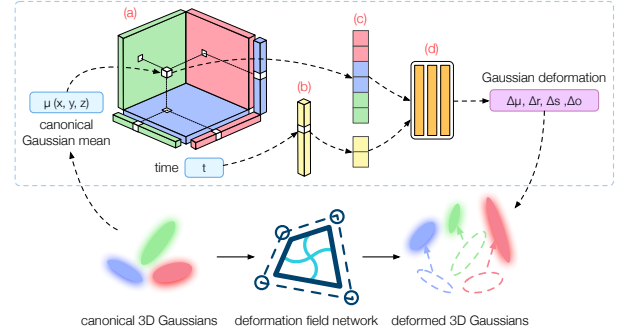 (a)
(c)
(d)
(b)
μ (x, y, z)
canonical
Gaussian mean
time
t
Gaussian deformation
Δμ, Δr, Δs ,Δo
canonical 3D Gaussians
deformation field network
deformed 3D Gaussians